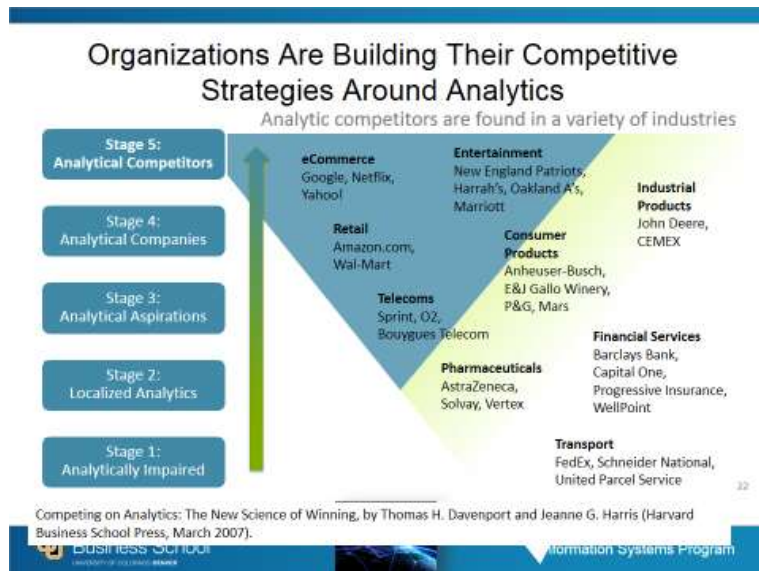 Organizations Are Building Their Competitive
Strategies Around Analytics
Analytic competitors are found in a variety of industries
Stage 5:
Analytical Competitors
Stage 4:
Analytical Companies
Stage 3:
Analytical Aspirations
Stage 2:
Localized Analytics
Stage 1:
Analytically Impaired
eCommerce
Google, Netflix,
Yahoo!
Entertainment
New England Patriots,
Harrah's, Oakland A's,
Marriott
Industrial
Products
John Deere,
CEMEX
Retail
Amazon.com,
Wal-Mart
Consumer
Products
Anheuser-Busch,
E&J Gallo Winery,
P&G, Mars
Telecoms
Sprint, O2,
Bouygues Telecom
Financial Services
Barclays Bank,
Capital One,
Progressive Insurance,
WellPoint
Pharmaceuticals
AstraZeneca,
Solvay, Vertex
Transport
FedEx, Schneider National,
United Parcel Service
22
Competing on Analytics: The New Science of Winning, by Thomas H. Davenport and Jeanne G. Harris (Harvard
Business School Press, March 2007).
Business School
UNIVERSITY OF COLORADO DENVER
Information Systems Program